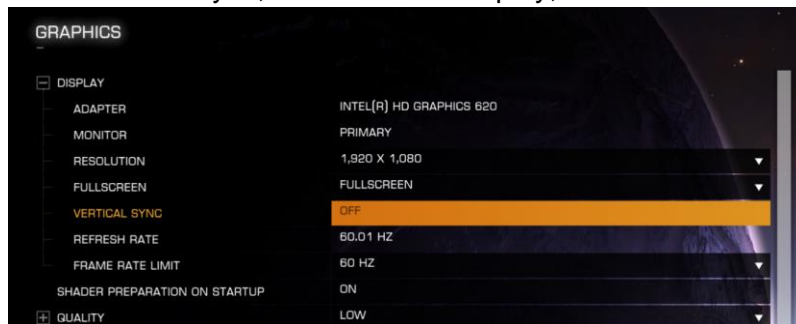 GRAPHICS
DISPLAY
ADAPTER INTEL(R) HD GRAPHICS 620
MONITOR PRIMARY
RESOLUTION 1,920 X 1,080
FULLSCREEN FULLSCREEN
VERTICAL SYNC OFF
REFRESH RATE 60.01 HZ
FRAME RATE LIMIT 60 HZ
SHADER PREPARATION ON STARTUP ON
QUALITY LOW